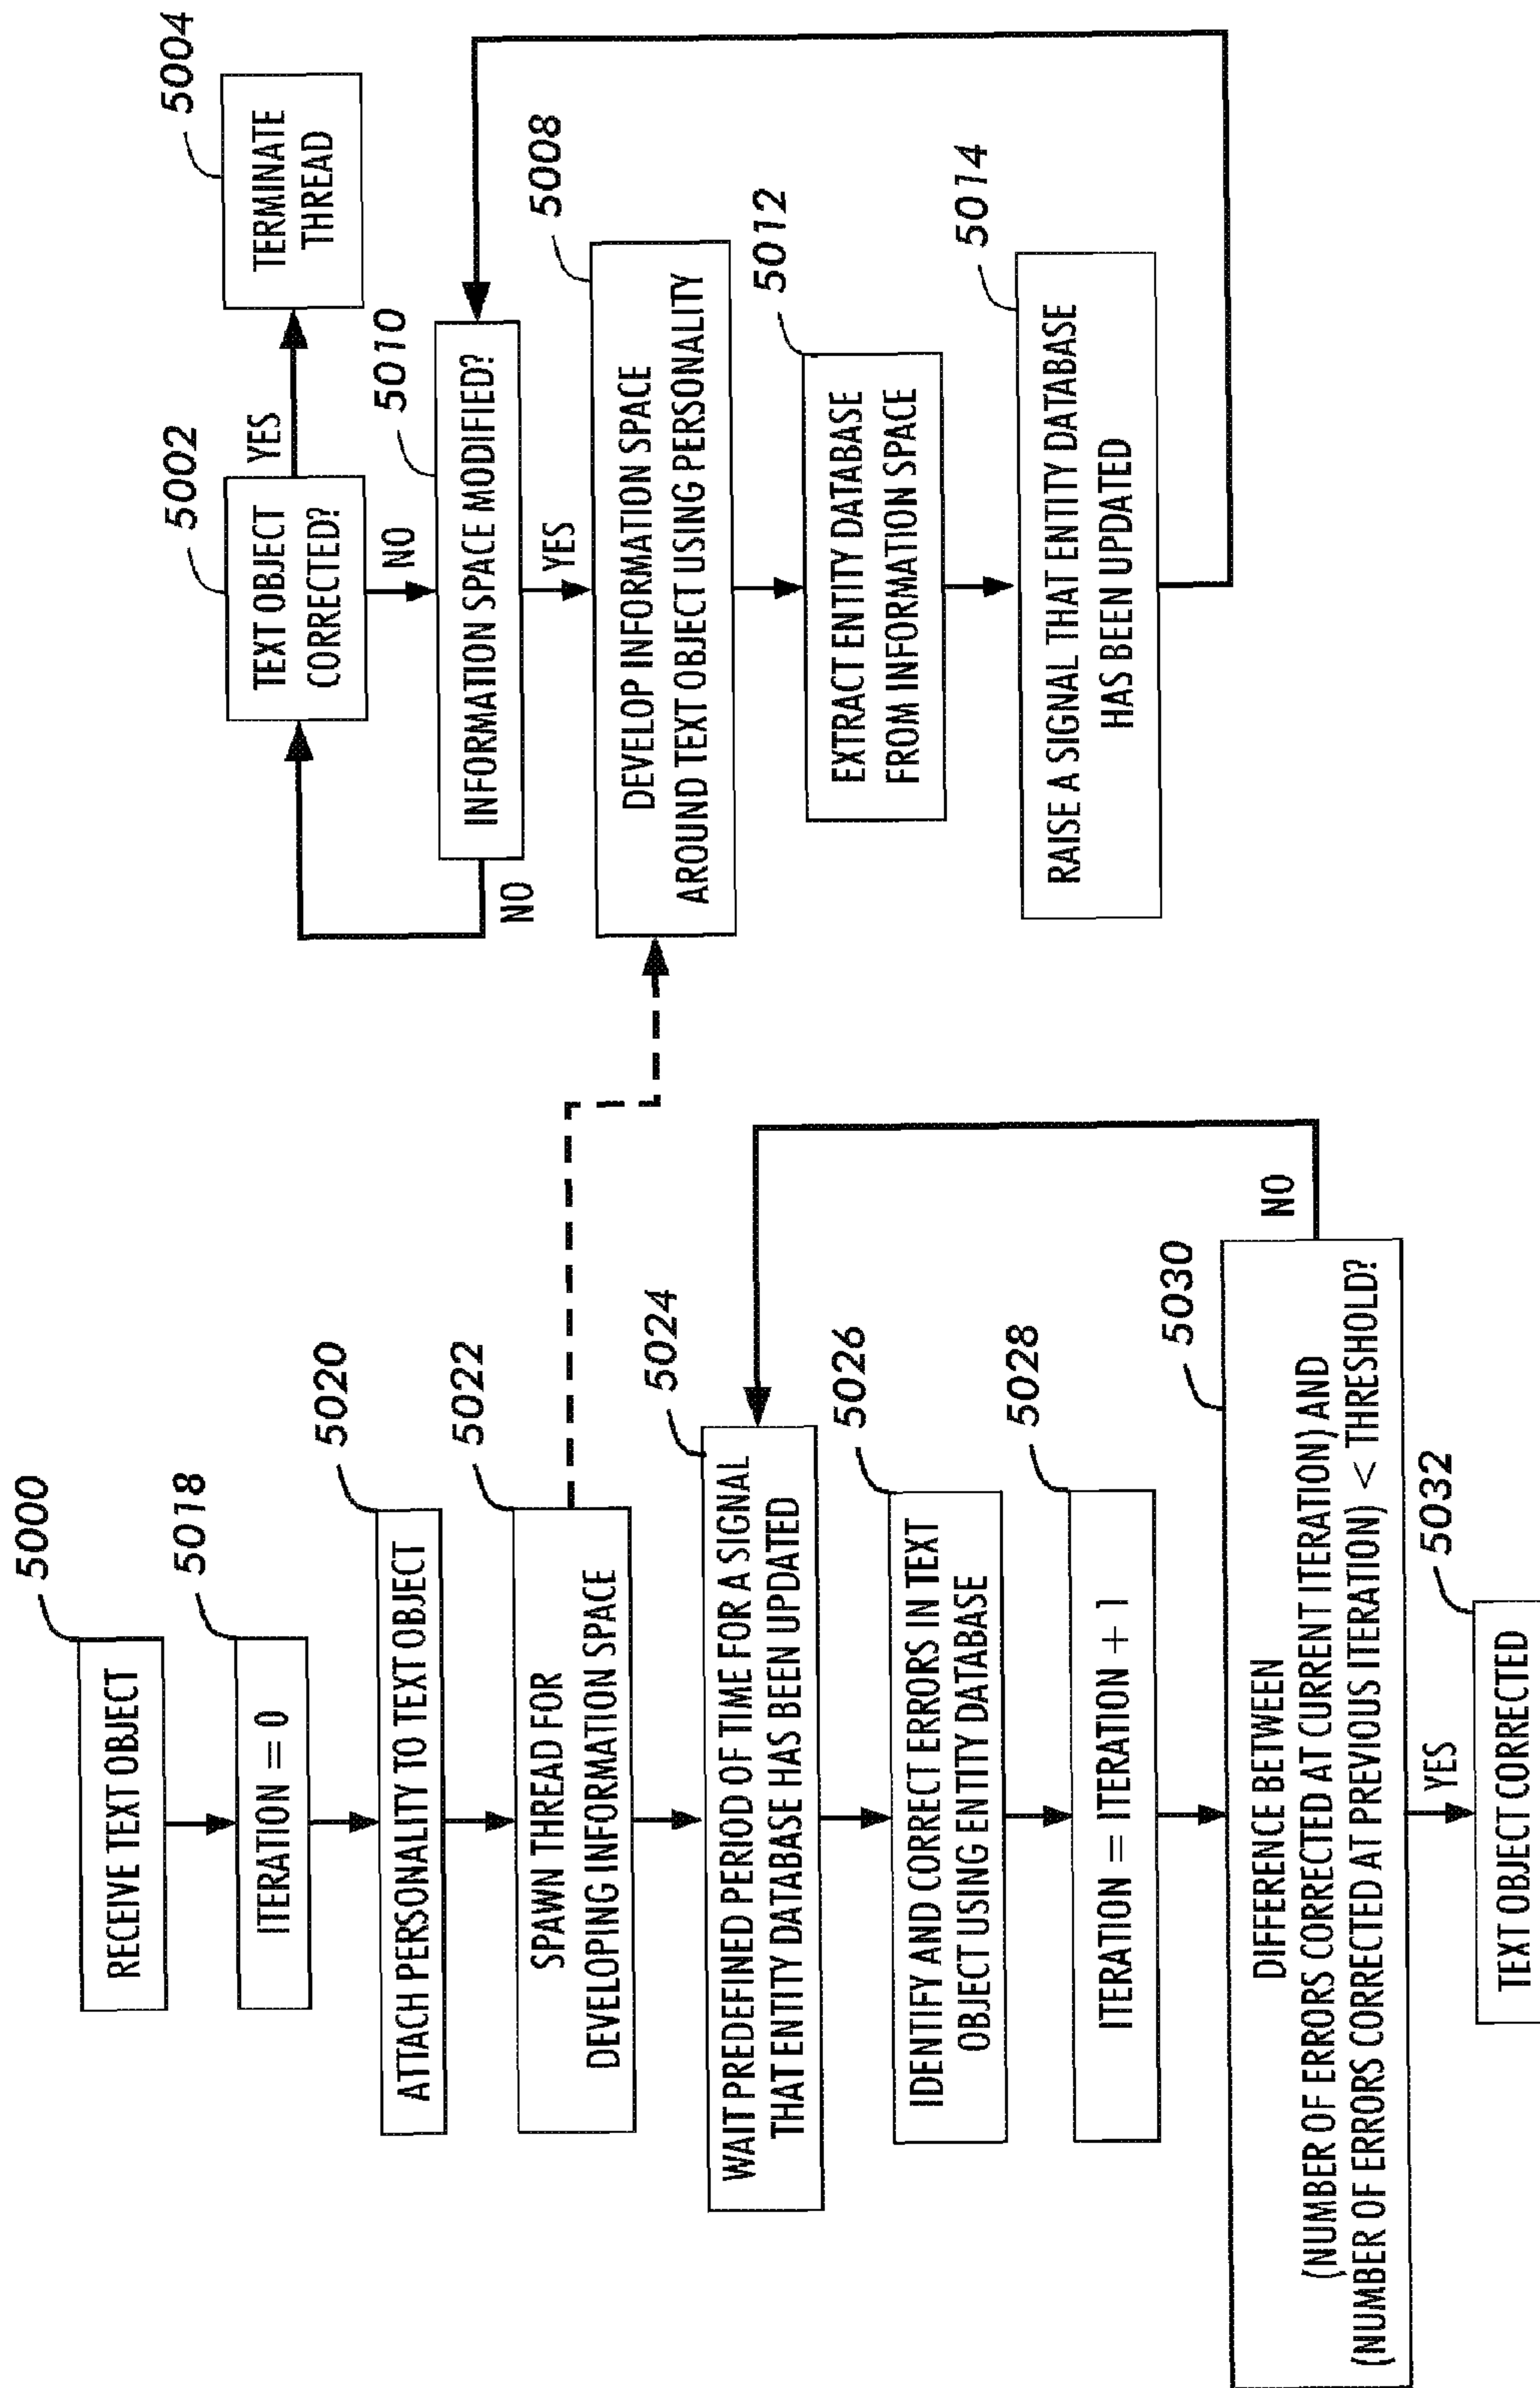 5000
RECEIVE TEXT OBJECT
5018
ITERATION = 0
5020
ATTACH PERSONALITY TO TEXT OBJECT
5022
SPAWN THREAD FOR
DEVELOPING INFORMATION SPACE
5024
WAIT PREDEFINED PERIOD OF TIME FOR A SIGNAL
THAT ENTITY DATABASE HAS BEEN UPDATED
5026
IDENTIFY AND CORRECT ERRORS IN TEXT
OBJECT USING ENTITY DATABASE
5028
ITERATION = ITERATION + 1
5030
DIFFERENCE BETWEEN
(NUMBER OF ERRORS CORRECTED AT CURRENT ITERATION) AND
(NUMBER OF ERRORS CORRECTED AT PREVIOUS ITERATION) < THRESHOLD?
NO
YES
5032
TEXT OBJECT CORRECTED
5002
TEXT OBJECT
CORRECTED?
YES
5004
TERMINATE
THREAD
NO
5010
INFORMATION SPACE MODIFIED?
NO
YES
5008
DEVELOP INFORMATION SPACE
AROUND TEXT OBJECT USING PERSONALITY
5012
EXTRACT ENTITY DATABASE
FROM INFORMATION SPACE
5014
RAISE A SIGNAL THAT ENTITY DATABASE
HAS BEEN UPDATED